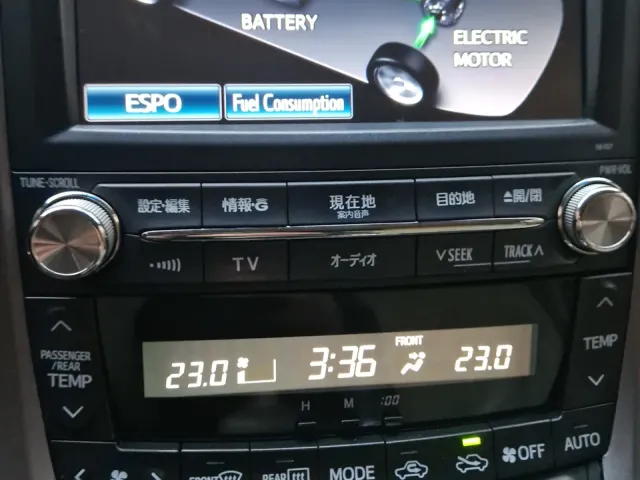 BATTERY
ELECTRIC
MOTOR
ESPO Fuel Consumption
TUNE•SCROLL PWR•VOL
設定・編集 情報・G 現在地 目的地 ⏏開/閉
案内音声
TV オーディオ ∨SEEK TRACK∧
FRONT
PASSENGER
/REAR
TEMP
TEMP
23.0 3:36 23.0
H M :00
FRONT REAR MODE OFF AUTO